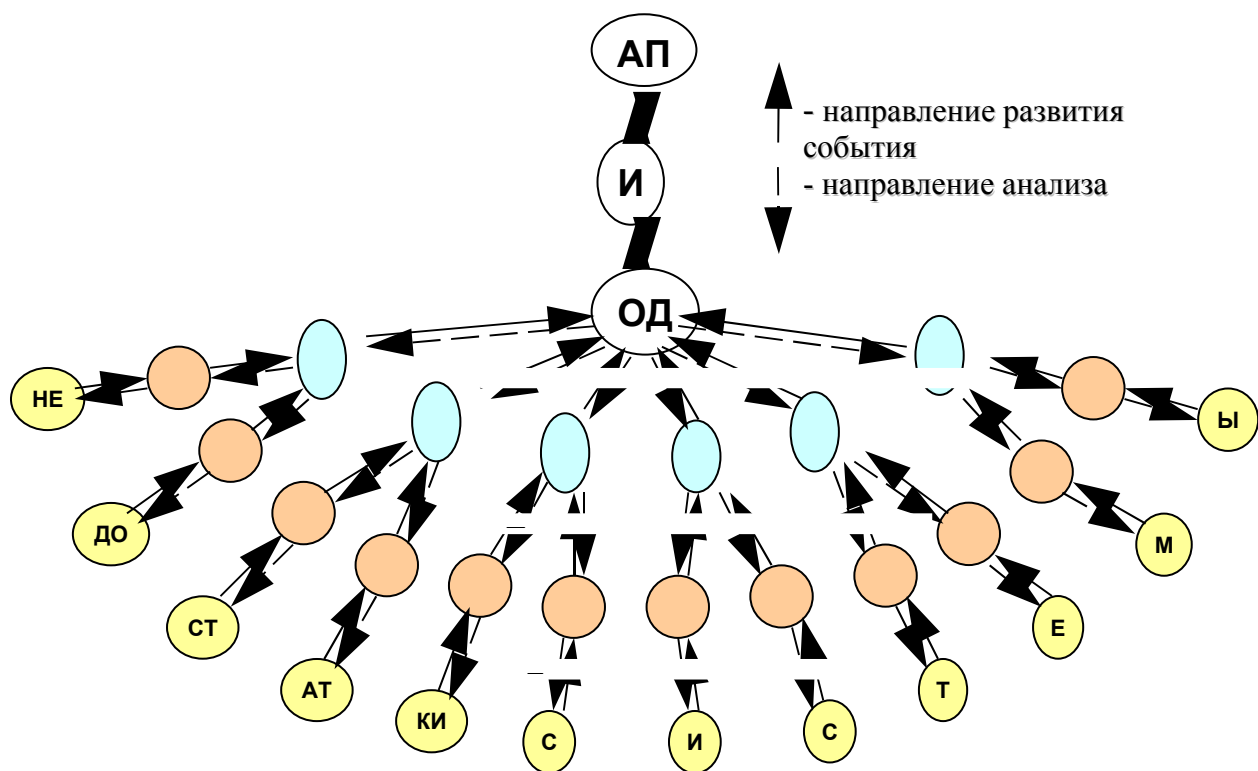 АП
- направление развития
события
- направление анализа
И
ОД
НЕ
ДО
СТ
АТ
КИ
С
И
С
Т
Е
М
Ы